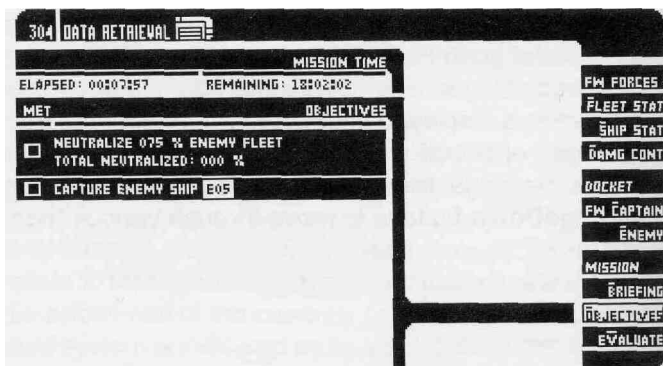 304 DATA RETRIEVAL
MISSION TIME
ELAPSED: 00:07:57 REMAINING: 18:02:02
MET OBJECTIVES
NEUTRALIZE 075 % ENEMY FLEET
TOTAL NEUTRALIZED: 000 %
CAPTURE ENEMY SHIP E05
FW FORCES
FLEET STAT
SHIP STAT
DAMG CONT
DOCKET
FW CAPTAIN
ENEMY
MISSION
BRIEFING
OBJECTIVES
EVALUATE